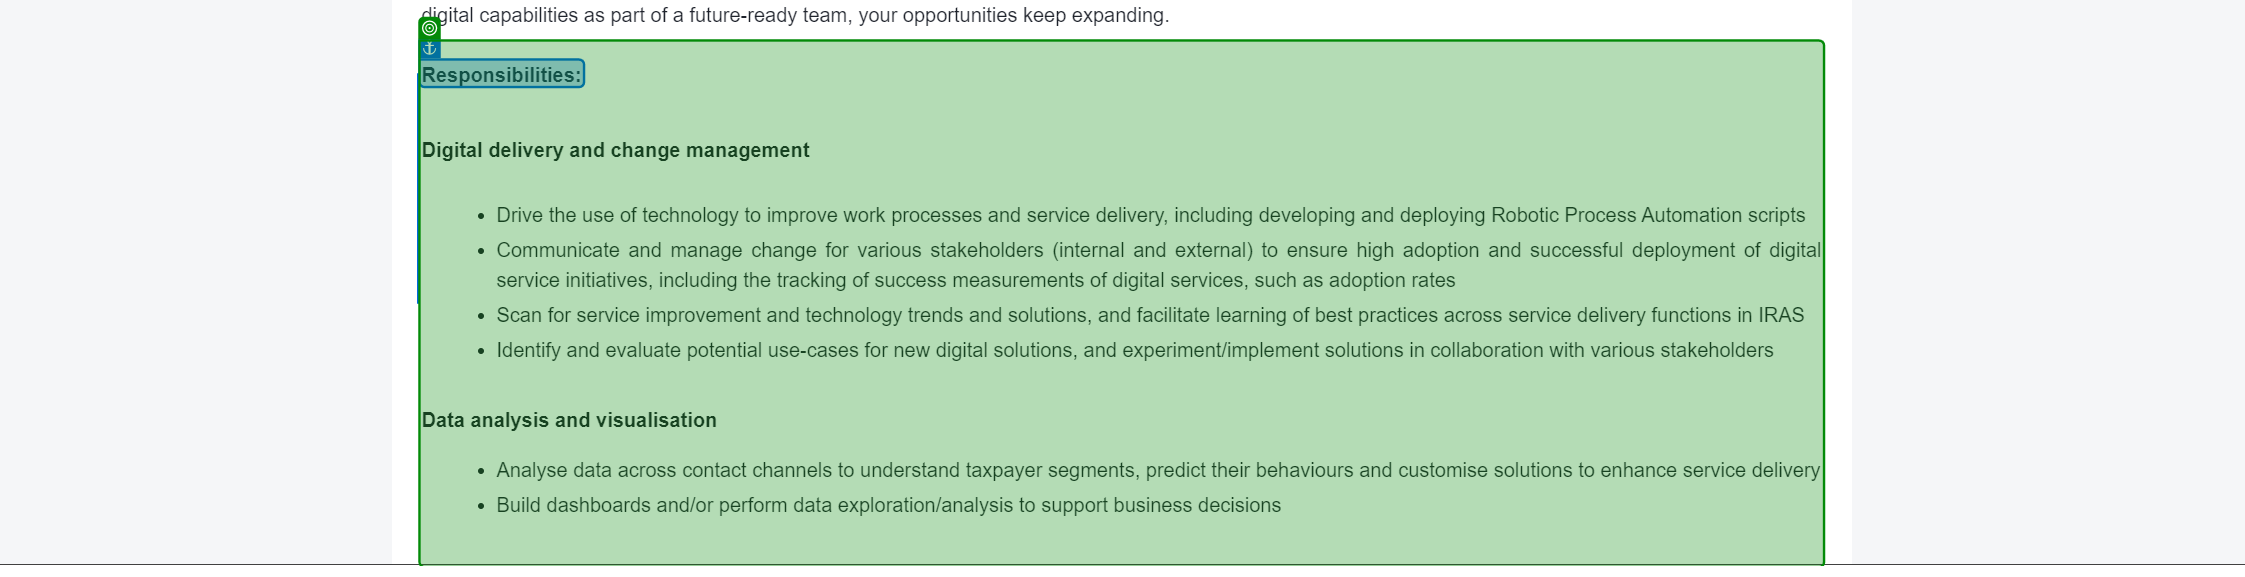 digital capabilities as part of a future-ready team, your opportunities keep expanding.
Responsibilities:
Digital delivery and change management
• Drive the use of technology to improve work processes and service delivery, including developing and deploying Robotic Process Automation scripts
• Communicate and manage change for various stakeholders (internal and external) to ensure high adoption and successful deployment of digital
service initiatives, including the tracking of success measurements of digital services, such as adoption rates
• Scan for service improvement and technology trends and solutions, and facilitate learning of best practices across service delivery functions in IRAS
• Identify and evaluate potential use-cases for new digital solutions, and experiment/implement solutions in collaboration with various stakeholders
Data analysis and visualisation
• Analyse data across contact channels to understand taxpayer segments, predict their behaviours and customise solutions to enhance service delivery
• Build dashboards and/or perform data exploration/analysis to support business decisions